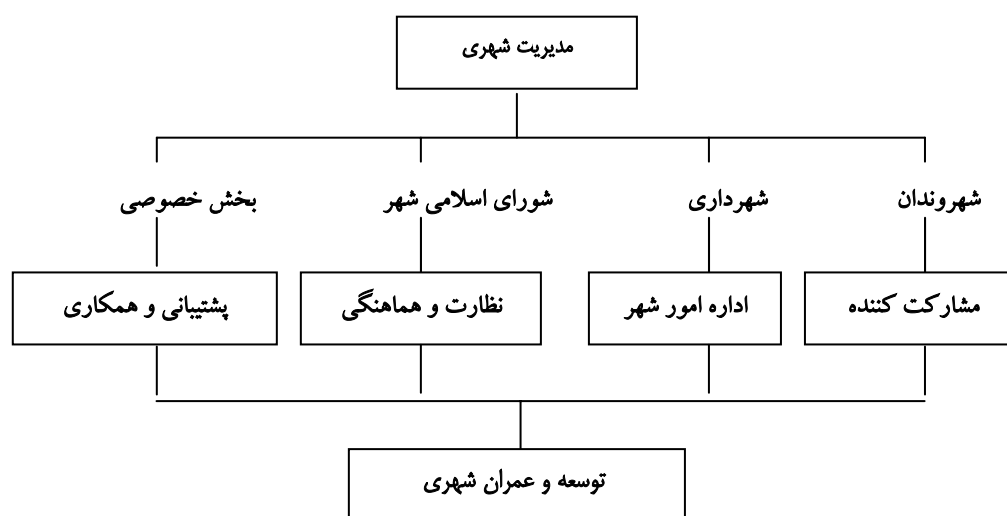 مدیریت شهری
شهروندان
شهرداری
شورای اسلامی شهر
بخش خصوصی
مشارکت کننده
اداره امور شهر
نظارت و هماهنگی
پشتیبانی و همکاری
توسعه و عمران شهری